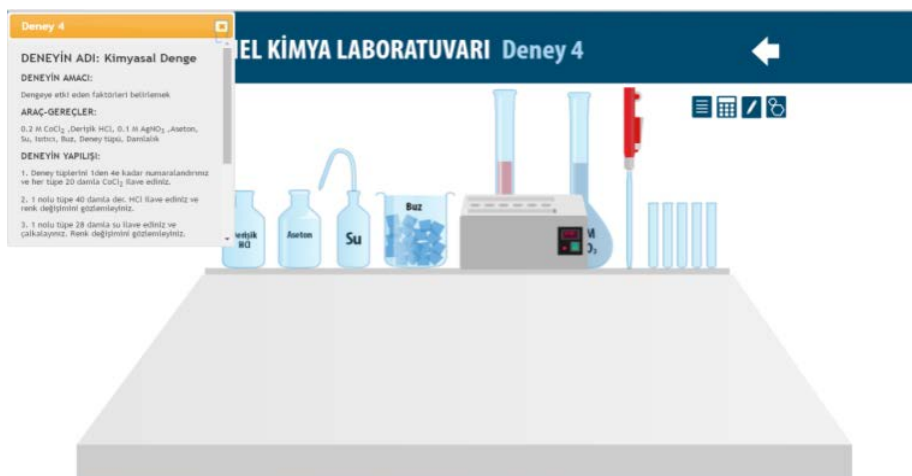 Deney 4
DENEYİN ADI: Kimyasal Denge
DENEYİN AMACI:
Dengeye etki eden faktörleri belirlemek
ARAÇ-GEREÇLER:
0.2 M CoCl₂ ,Derişik HCl, 0.1 M AgNO₃ ,Aseton,
Su, Isıtıcı, Buz, Deney tüpü, Damlalık
DENEYİN YAPILIŞI:
1. Deney tüplerini 1den 4e kadar numaralandırınız
ve her tüpe 20 damla CoCl₂ ilave ediniz.
2. 1 nolu tüpe 40 damla der. HCl ilave ediniz ve
renk değişimini gözlemleyiniz.
3. 1 nolu tüpe 28 damla su ilave ediniz ve
çalkalayınız. Renk değişimini gözlemleyiniz.
EL KİMYA LABORATUVARI Deney 4
erişik
HCl
Aseton
Su
Buz
M
O₃